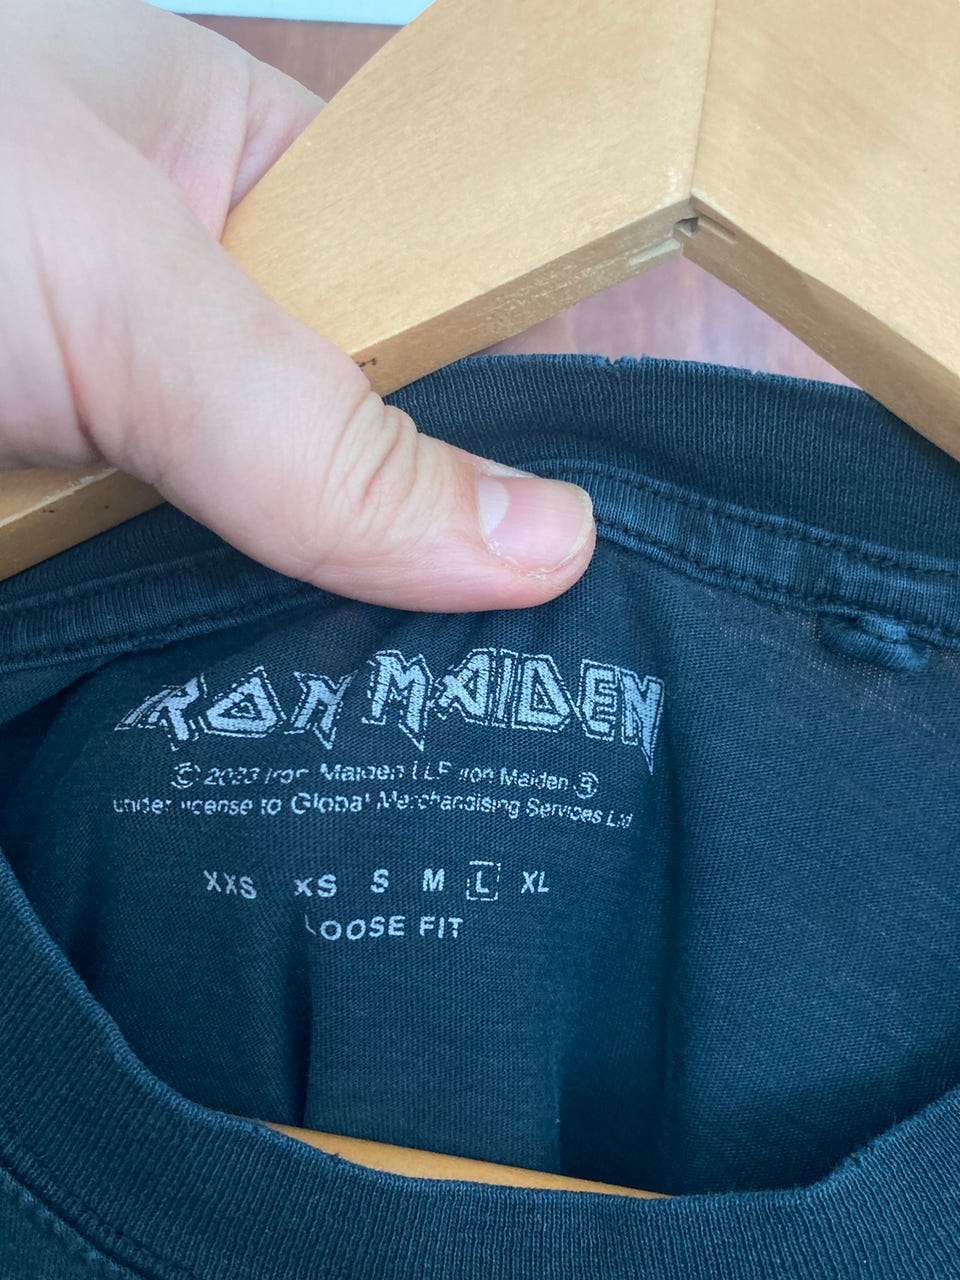 IRON MAIDEN
© 2023 Iron Maiden LLP Iron Maiden ®
under license to Global Merchandising Services Ltd
XXS XS S M L XL
LOOSE FIT